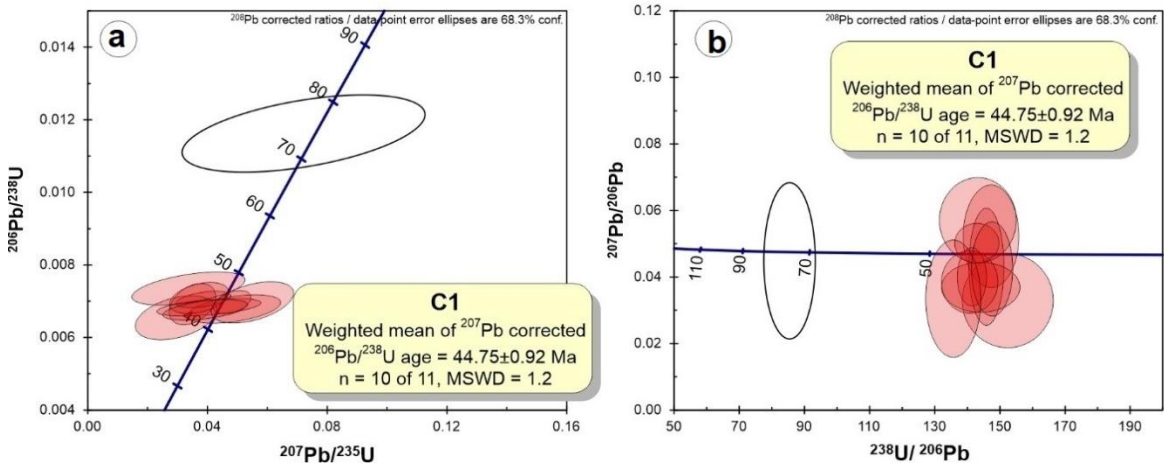 a
²⁰⁸Pb corrected ratios / data-point error ellipses are 68.3% conf.
0.014
0.012
0.010
0.008
0.006
0.004
²⁰⁶Pb/²³⁸U
90
80
70
60
50
40
30
C1
Weighted mean of ²⁰⁷Pb corrected
²⁰⁶Pb/²³⁸U age = 44.75±0.92 Ma
n = 10 of 11, MSWD = 1.2
0.00
0.04
0.08
0.12
0.16
²⁰⁷Pb/²³⁵U
b
²⁰⁸Pb corrected ratios / data-point error ellipses are 68.3% conf.
0.12
0.10
0.08
0.06
0.04
0.02
0.00
²⁰⁷Pb/²⁰⁶Pb
C1
Weighted mean of ²⁰⁷Pb corrected
²⁰⁶Pb/²³⁸U age = 44.75±0.92 Ma
n = 10 of 11, MSWD = 1.2
110
90
70
50
50
70
90
110
130
150
170
190
²³⁸U/ ²⁰⁶Pb